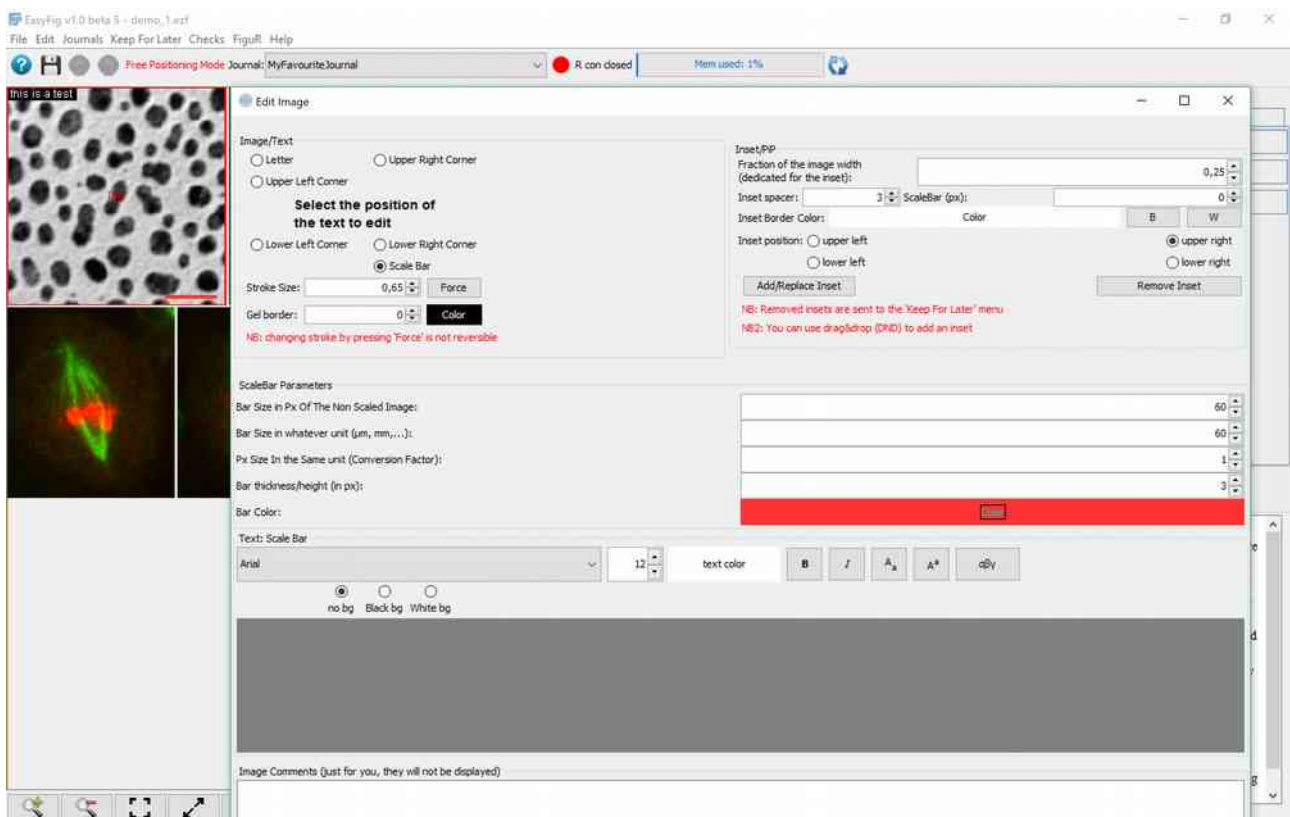 EasyFig v1.0 beta 5 - demo_1.ezf
File Edit Journals Keep For Later Checks FiguR Help
Free Positioning Mode Journal: MyFavouriteJournal R con closed Mem used: 1%
this is a test
Edit Image
Image/Text
Letter Upper Right Corner
Upper Left Corner
Select the position of
the text to edit
Lower Left Corner Lower Right Corner
Scale Bar
Stroke Size: 0,65 Force
Gel border: 0 Color
NB: changing stroke by pressing 'Force' is not reversible
Inset/PiP
Fraction of the image width
(dedicated for the inset): 0,25
Inset spacer: 3 ScaleBar (px): 0
Inset Border Color: Color B W
Inset position: upper left upper right
lower left lower right
Add/Replace Inset Remove Inset
NB: Removed insets are sent to the 'Keep For Later' menu
NB2: You can use drag&drop (DND) to add an inset
ScaleBar Parameters
Bar Size in Px Of The Non Scaled Image: 60
Bar Size in whatever unit (µm, mm,...): 60
Px Size In the Same unit (Conversion Factor): 1
Bar thickness/height (in px): 3
Bar Color: Color
Text: Scale Bar
Arial 12 text color B I Aa Aª αβγ
no bg Black bg White bg
Image Comments (just for you, they will not be displayed)